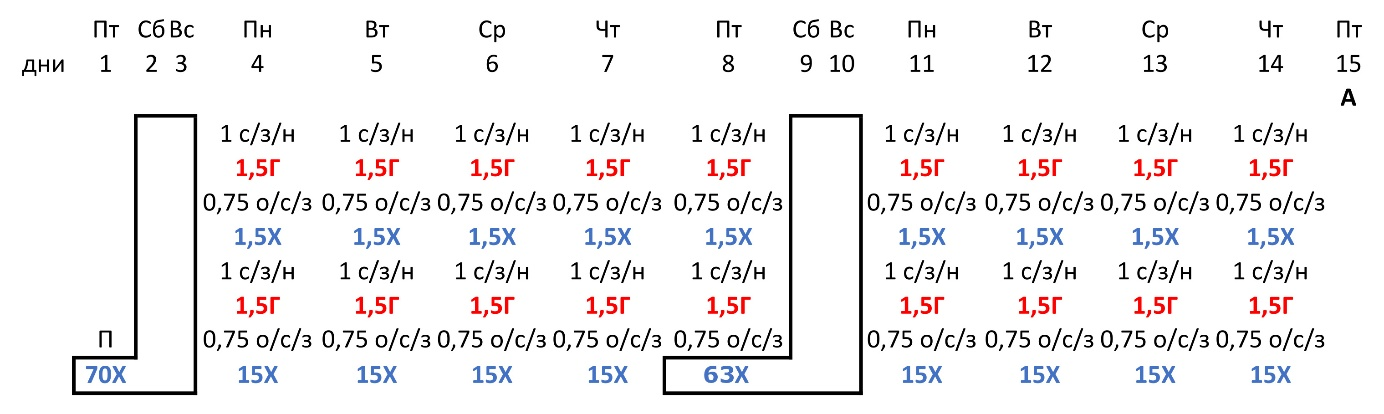 Пт Сб Вс Пн Вт Ср Чт Пт Сб Вс Пн Вт Ср Чт Пт
дни 1 2 3 4 5 6 7 8 9 10 11 12 13 14 15
А
1 с/з/н 1 с/з/н 1 с/з/н 1 с/з/н 1 с/з/н 1 с/з/н 1 с/з/н 1 с/з/н 1 с/з/н
1,5Г 1,5Г 1,5Г 1,5Г 1,5Г 1,5Г 1,5Г 1,5Г 1,5Г
0,75 о/с/з 0,75 о/с/з 0,75 о/с/з 0,75 о/с/з 0,75 о/с/з 0,75 о/с/з 0,75 о/с/з 0,75 о/с/з 0,75 о/с/з
1,5Х 1,5Х 1,5Х 1,5Х 1,5Х 1,5Х 1,5Х 1,5Х 1,5Х
1 с/з/н 1 с/з/н 1 с/з/н 1 с/з/н 1 с/з/н 1 с/з/н 1 с/з/н 1 с/з/н 1 с/з/н
1,5Г 1,5Г 1,5Г 1,5Г 1,5Г 1,5Г 1,5Г 1,5Г 1,5Г
П 0,75 о/с/з 0,75 о/с/з 0,75 о/с/з 0,75 о/с/з 0,75 о/с/з 0,75 о/с/з 0,75 о/с/з 0,75 о/с/з 0,75 о/с/з
70Х 15Х 15Х 15Х 15Х 63Х 15Х 15Х 15Х 15Х